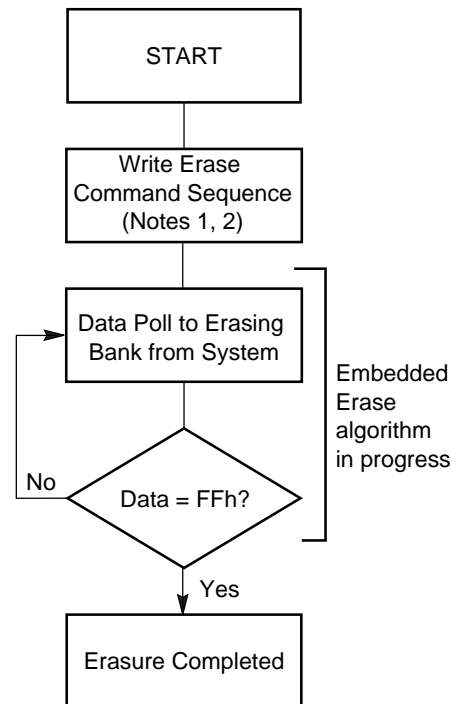 START
Write Erase
Command Sequence
(Notes 1, 2)
Data Poll to Erasing
Bank from System
Embedded
Erase
algorithm
in progress
No
Data = FFh?
Yes
Erasure Completed